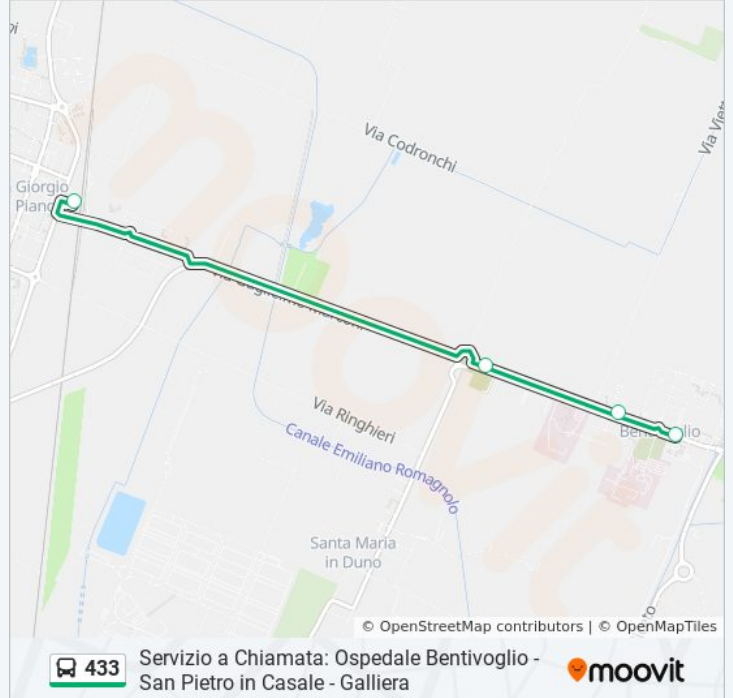 Via Codronchi
Giorgio
Via Ringhieri
Canale Emiliano Romagnolo
Santa Maria
in Duno
© OpenStreetMap contributors | © OpenMapTiles
433
Servizio a Chiamata: Ospedale Bentivoglio -
San Pietro in Casale - Galliera
moovit
moovit